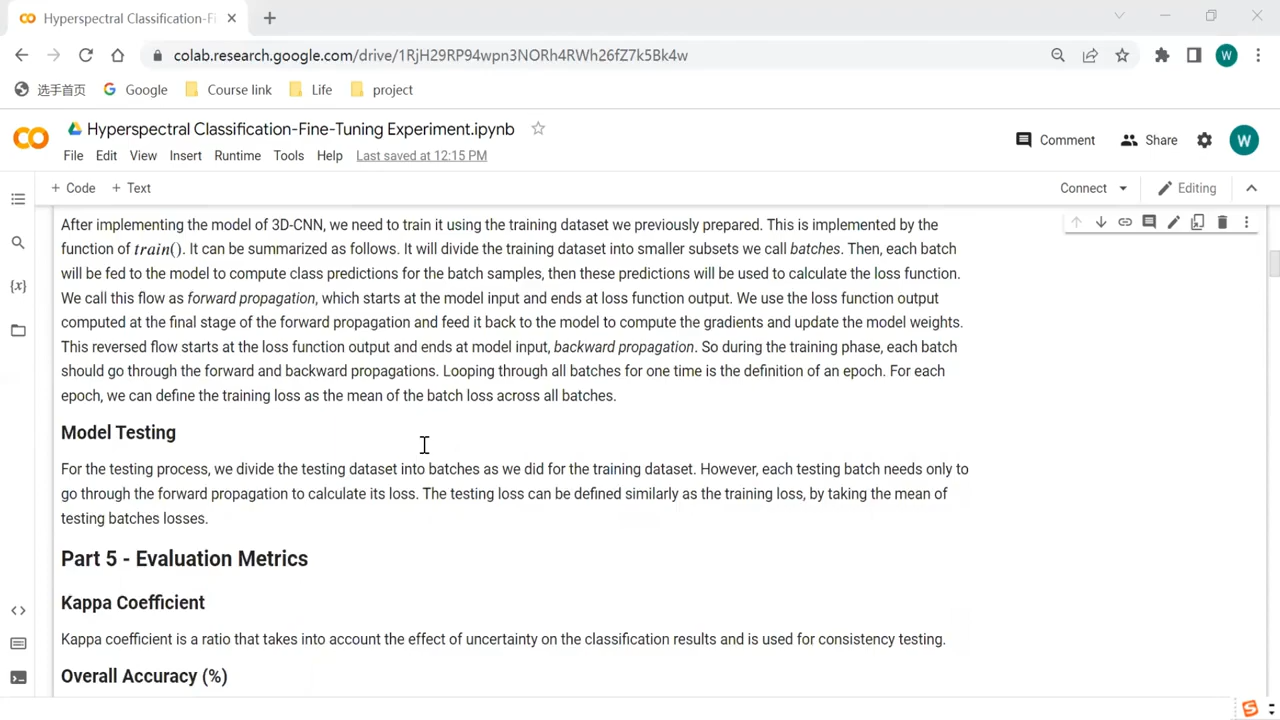 Hyperspectral Classification-Fi
colab.research.google.com/drive/1RjH29RP94wpn3NORh4RWh26fZ7k5Bk4w
W
选手首页 Google Course link Life project
Hyperspectral Classification-Fine-Tuning Experiment.ipynb
Comment Share W
File Edit View Insert Runtime Tools Help Last saved at 12:15 PM
+ Code + Text Connect Editing
After implementing the model of 3D-CNN, we need to train it using the training dataset we previously prepared. This is implemented by the
function of train(). It can be summarized as follows. It will divide the training dataset into smaller subsets we call batches. Then, each batch
will be fed to the model to compute class predictions for the batch samples, then these predictions will be used to calculate the loss function.
{x}
We call this flow as forward propagation, which starts at the model input and ends at loss function output. We use the loss function output
computed at the final stage of the forward propagation and feed it back to the model to compute the gradients and update the model weights.
This reversed flow starts at the loss function output and ends at model input, backward propagation. So during the training phase, each batch
should go through the forward and backward propagations. Looping through all batches for one time is the definition of an epoch. For each
epoch, we can define the training loss as the mean of the batch loss across all batches.
Model Testing
For the testing process, we divide the testing dataset into batches as we did for the training dataset. However, each testing batch needs only to
go through the forward propagation to calculate its loss. The testing loss can be defined similarly as the training loss, by taking the mean of
testing batches losses.
Part 5 - Evaluation Metrics
Kappa Coefficient
Kappa coefficient is a ratio that takes into account the effect of uncertainty on the classification results and is used for consistency testing.
Overall Accuracy (%)